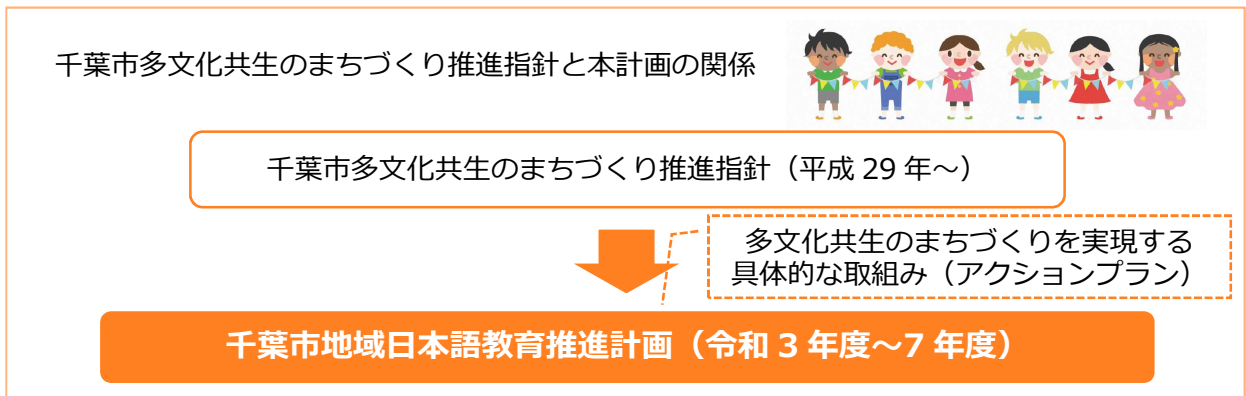 千葉市多文化共生のまちづくり推進指針と本計画の関係
千葉市多文化共生のまちづくり推進指針（平成 29 年～）
多文化共生のまちづくりを実現する
具体的な取組み（アクションプラン）
千葉市地域日本語教育推進計画（令和 3 年度～7 年度）